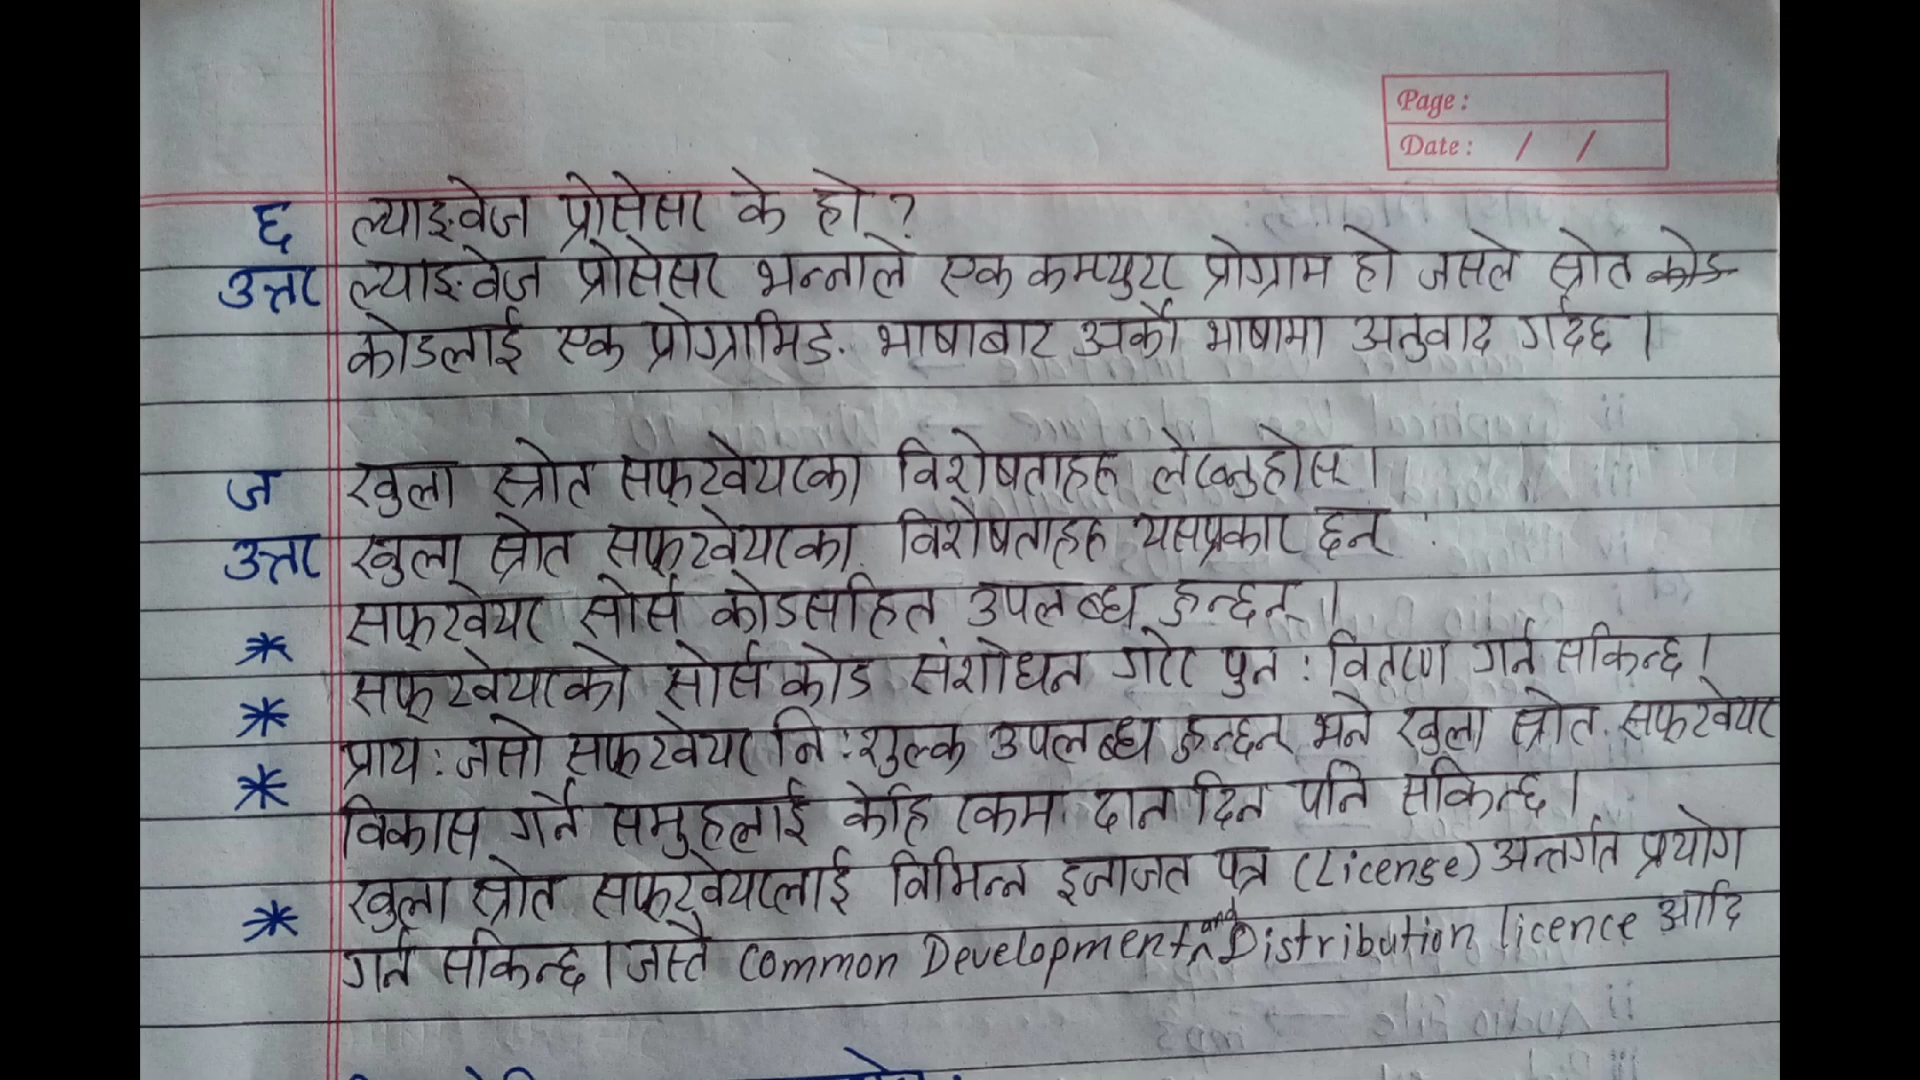 Page :
Date : / /
छ ल्याङ्वेज प्रोसेसर के हो ?
उत्तर ल्याङ्वेज प्रोसेसर भन्नाले एक कम्प्युटर प्रोग्राम हो जसले स्रोत कोड
कोडलाई एक प्रोग्रामिङ भाषाबाट अर्को भाषामा अनुवाद गर्दछ ।
ज खुला स्रोत सफ्टवेयरका विशेषताहरू लेख्नुहोस् ।
उत्तर खुला स्रोत सफ्टवेयरका विशेषताहरू यसप्रकार छन्
* सफ्टवेयर सोर्स कोडसहित उपलब्ध हुन्छन् ।
* सफ्टवेयरको सोर्स कोड संशोधन गरेर पुन : वितरण गर्न सकिन्छ ।
* प्राय : जसो सफ्टवेयर नि :शुल्क उपलब्ध हुन्छन् भने खुला स्रोत सफ्टवेयर
विकास गर्ने समुहलाई केहि रकम दान दिन पनि सकिन्छ ।
* खुला स्रोत सफ्टवेयरलाई विभिन्न इजाजत पत्र (License) अन्तर्गत प्रयोग
गर्न सकिन्छ । जस्तै Common Development and Distribution licence आदि